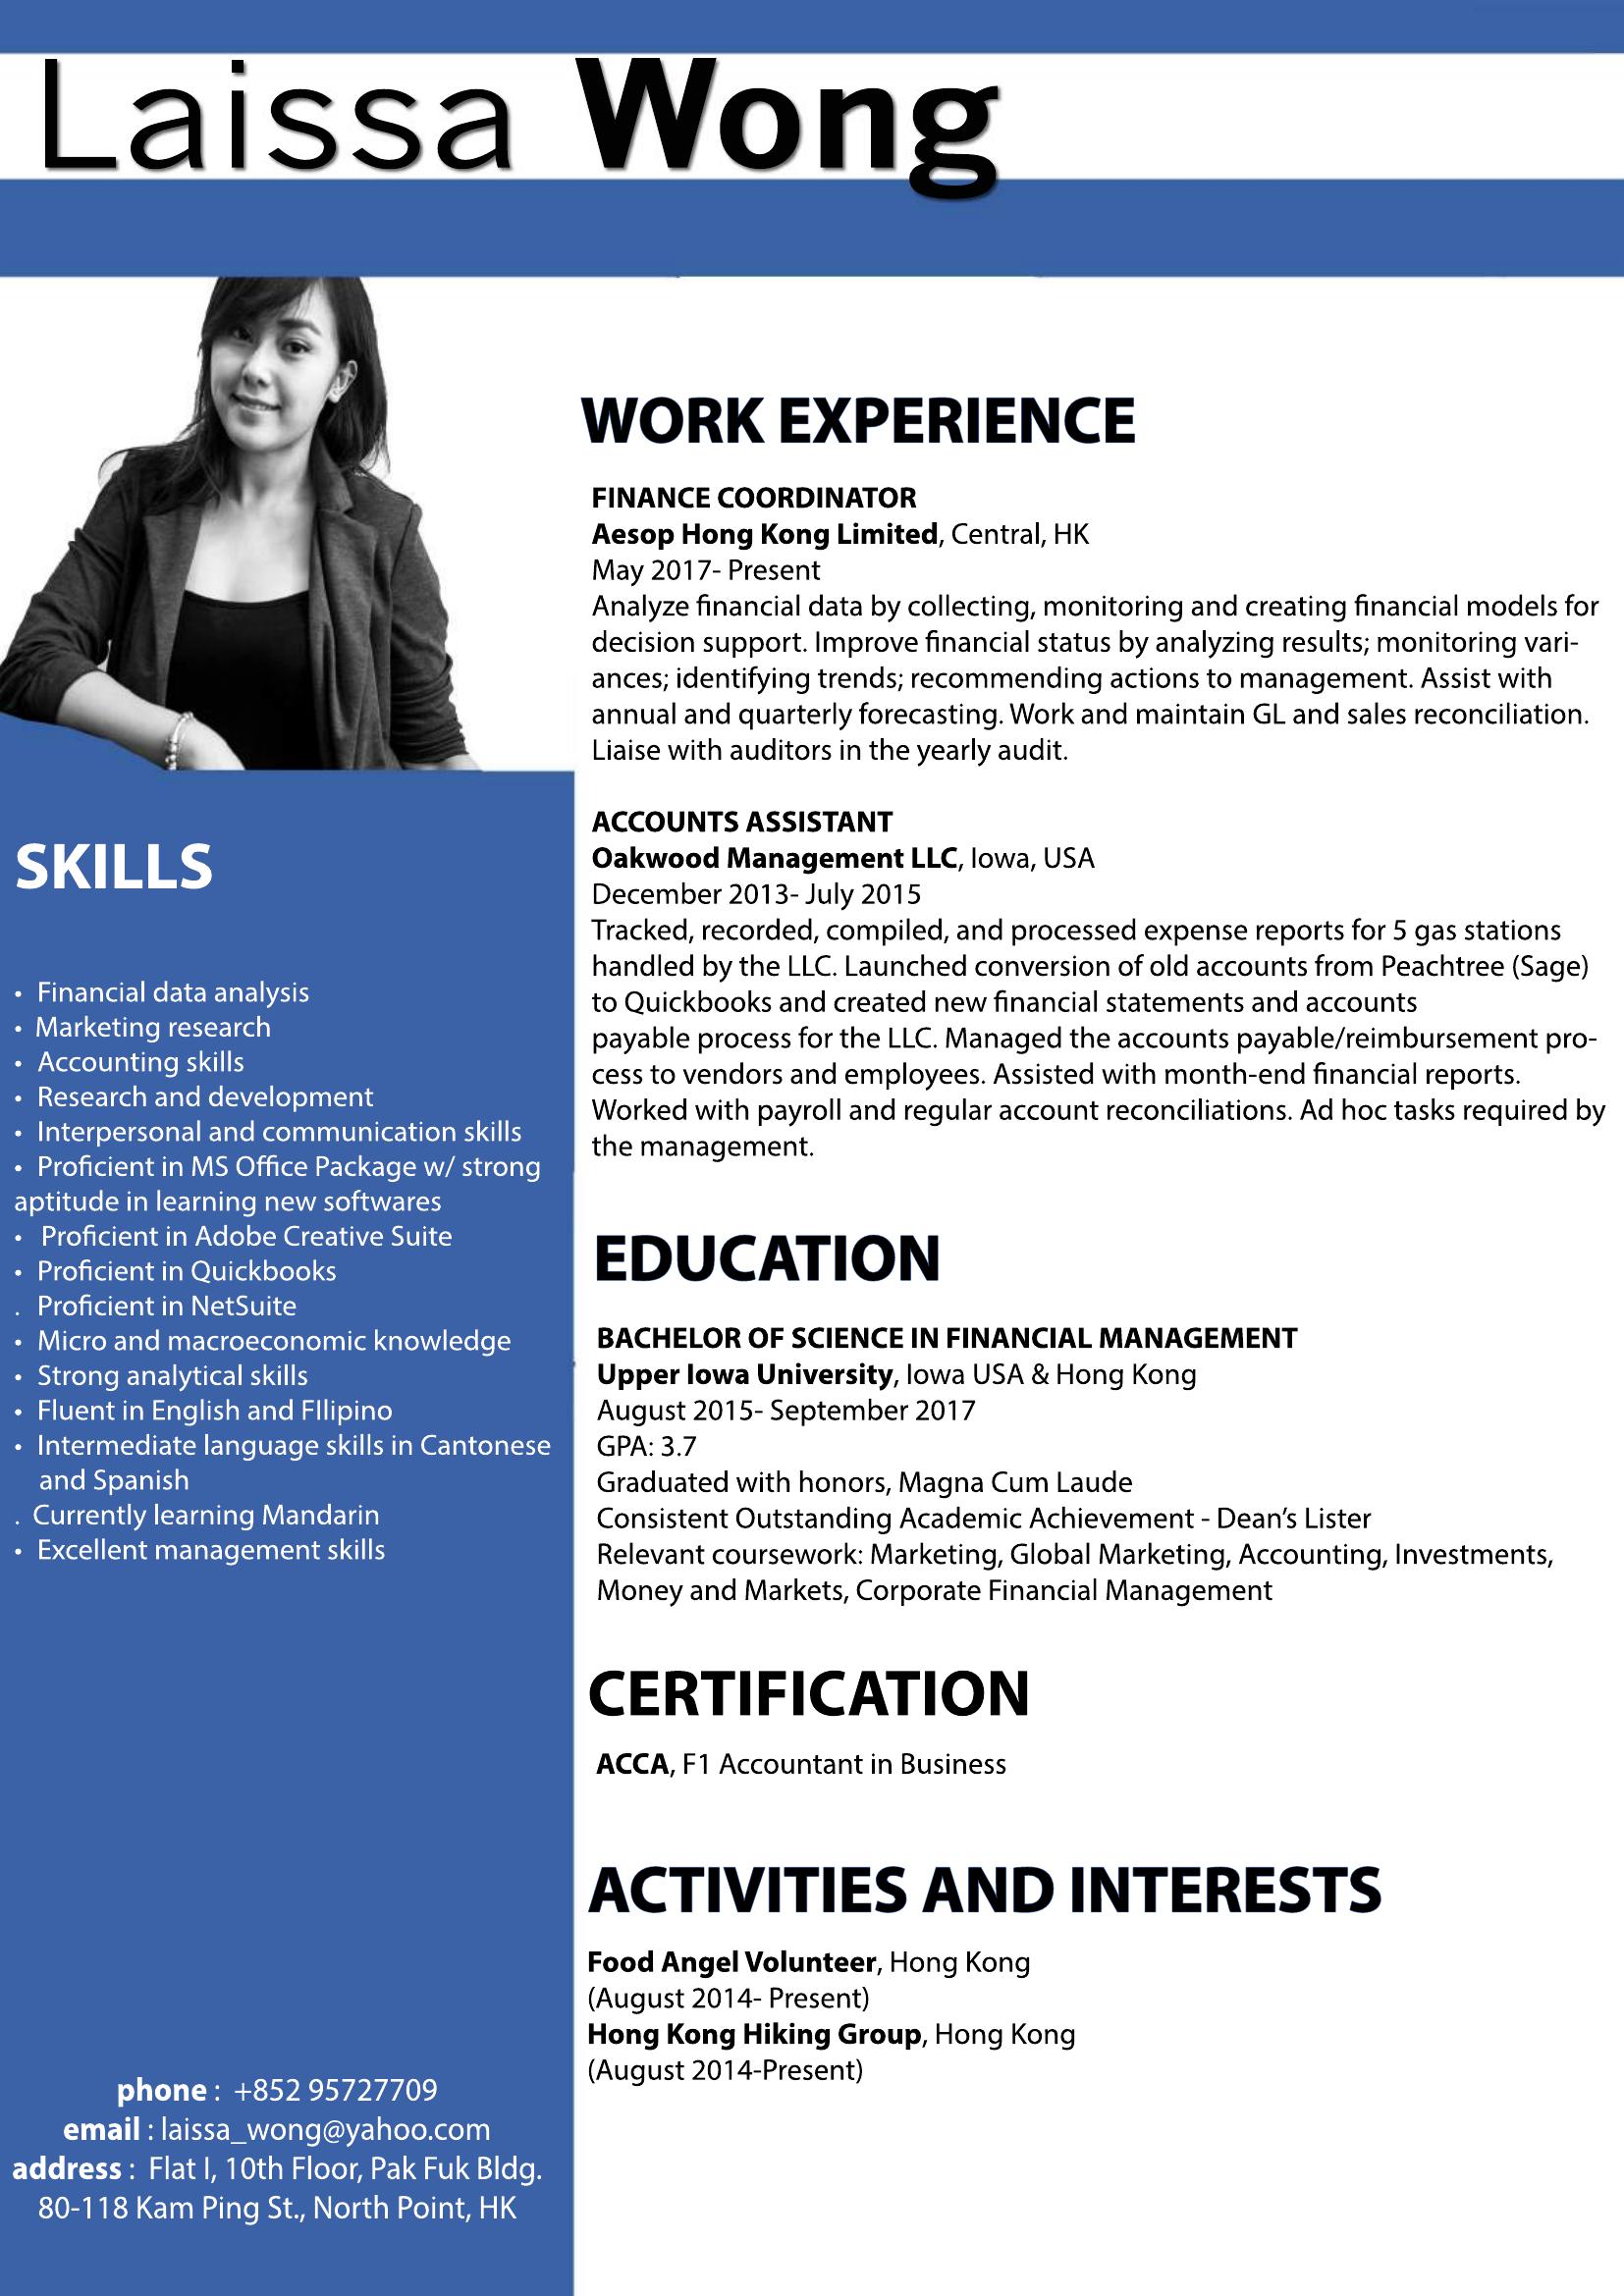 Laissa Wong
WORK EXPERIENCE
FINANCE COORDINATOR
Aesop Hong Kong Limited, Central, HK
May 2017- Present
Analyze financial data by collecting, monitoring and creating financial models for
decision support. Improve financial status by analyzing results; monitoring vari-
ances; identifying trends; recommending actions to management. Assist with
annual and quarterly forecasting. Work and maintain GL and sales reconciliation.
Liaise with auditors in the yearly audit.
ACCOUNTS ASSISTANT
Oakwood Management LLC, Iowa, USA
December 2013- July 2015
Tracked, recorded, compiled, and processed expense reports for 5 gas stations
handled by the LLC. Launched conversion of old accounts from Peachtree (Sage)
to Quickbooks and created new financial statements and accounts
payable process for the LLC. Managed the accounts payable/reimbursement pro-
cess to vendors and employees. Assisted with month-end financial reports.
Worked with payroll and regular account reconciliations. Ad hoc tasks required by
the management.
EDUCATION
BACHELOR OF SCIENCE IN FINANCIAL MANAGEMENT
Upper Iowa University, Iowa USA & Hong Kong
August 2015- September 2017
GPA: 3.7
Graduated with honors, Magna Cum Laude
Consistent Outstanding Academic Achievement - Dean's Lister
Relevant coursework: Marketing, Global Marketing, Accounting, Investments,
Money and Markets, Corporate Financial Management
CERTIFICATION
ACCA, F1 Accountant in Business
ACTIVITIES AND INTERESTS
Food Angel Volunteer, Hong Kong
(August 2014- Present)
Hong Kong Hiking Group, Hong Kong
(August 2014-Present)
SKILLS
• Financial data analysis
• Marketing research
• Accounting skills
• Research and development
• Interpersonal and communication skills
• Proficient in MS Office Package w/ strong
aptitude in learning new softwares
• Proficient in Adobe Creative Suite
• Proficient in Quickbooks
. Proficient in NetSuite
• Micro and macroeconomic knowledge
• Strong analytical skills
• Fluent in English and FIlipino
• Intermediate language skills in Cantonese
and Spanish
. Currently learning Mandarin
• Excellent management skills
phone : +852 95727709
email : laissa_wong@yahoo.com
address : Flat I, 10th Floor, Pak Fuk Bldg.
80-118 Kam Ping St., North Point, HK